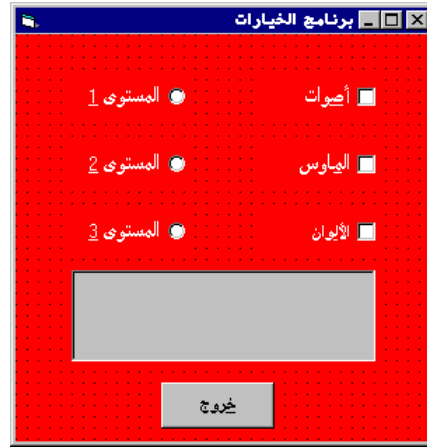 برنامج الخيارات
أصوات المستوى 1
الماوس المستوى 2
الألوان المستوى 3
خروج